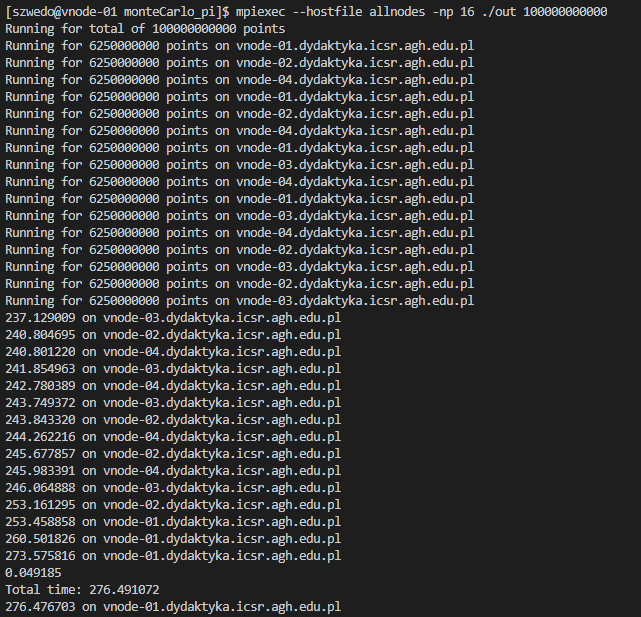 [szwedo@vnode-01 monteCarlo_pi]$ mpiexec --hostfile allnodes -np 16 ./out 100000000000
Running for total of 100000000000 points
Running for 6250000000 points on vnode-01.dydaktyka.icsr.agh.edu.pl
Running for 6250000000 points on vnode-02.dydaktyka.icsr.agh.edu.pl
Running for 6250000000 points on vnode-04.dydaktyka.icsr.agh.edu.pl
Running for 6250000000 points on vnode-01.dydaktyka.icsr.agh.edu.pl
Running for 6250000000 points on vnode-02.dydaktyka.icsr.agh.edu.pl
Running for 6250000000 points on vnode-04.dydaktyka.icsr.agh.edu.pl
Running for 6250000000 points on vnode-01.dydaktyka.icsr.agh.edu.pl
Running for 6250000000 points on vnode-03.dydaktyka.icsr.agh.edu.pl
Running for 6250000000 points on vnode-04.dydaktyka.icsr.agh.edu.pl
Running for 6250000000 points on vnode-01.dydaktyka.icsr.agh.edu.pl
Running for 6250000000 points on vnode-03.dydaktyka.icsr.agh.edu.pl
Running for 6250000000 points on vnode-04.dydaktyka.icsr.agh.edu.pl
Running for 6250000000 points on vnode-02.dydaktyka.icsr.agh.edu.pl
Running for 6250000000 points on vnode-03.dydaktyka.icsr.agh.edu.pl
Running for 6250000000 points on vnode-02.dydaktyka.icsr.agh.edu.pl
Running for 6250000000 points on vnode-03.dydaktyka.icsr.agh.edu.pl
237.129009 on vnode-03.dydaktyka.icsr.agh.edu.pl
240.804695 on vnode-02.dydaktyka.icsr.agh.edu.pl
240.801220 on vnode-04.dydaktyka.icsr.agh.edu.pl
241.854963 on vnode-03.dydaktyka.icsr.agh.edu.pl
242.780389 on vnode-04.dydaktyka.icsr.agh.edu.pl
243.749372 on vnode-03.dydaktyka.icsr.agh.edu.pl
243.843320 on vnode-02.dydaktyka.icsr.agh.edu.pl
244.262216 on vnode-04.dydaktyka.icsr.agh.edu.pl
245.677857 on vnode-02.dydaktyka.icsr.agh.edu.pl
245.983391 on vnode-04.dydaktyka.icsr.agh.edu.pl
246.064888 on vnode-03.dydaktyka.icsr.agh.edu.pl
253.161295 on vnode-02.dydaktyka.icsr.agh.edu.pl
253.458858 on vnode-01.dydaktyka.icsr.agh.edu.pl
260.501826 on vnode-01.dydaktyka.icsr.agh.edu.pl
273.575816 on vnode-01.dydaktyka.icsr.agh.edu.pl
0.049185
Total time: 276.491072
276.476703 on vnode-01.dydaktyka.icsr.agh.edu.pl